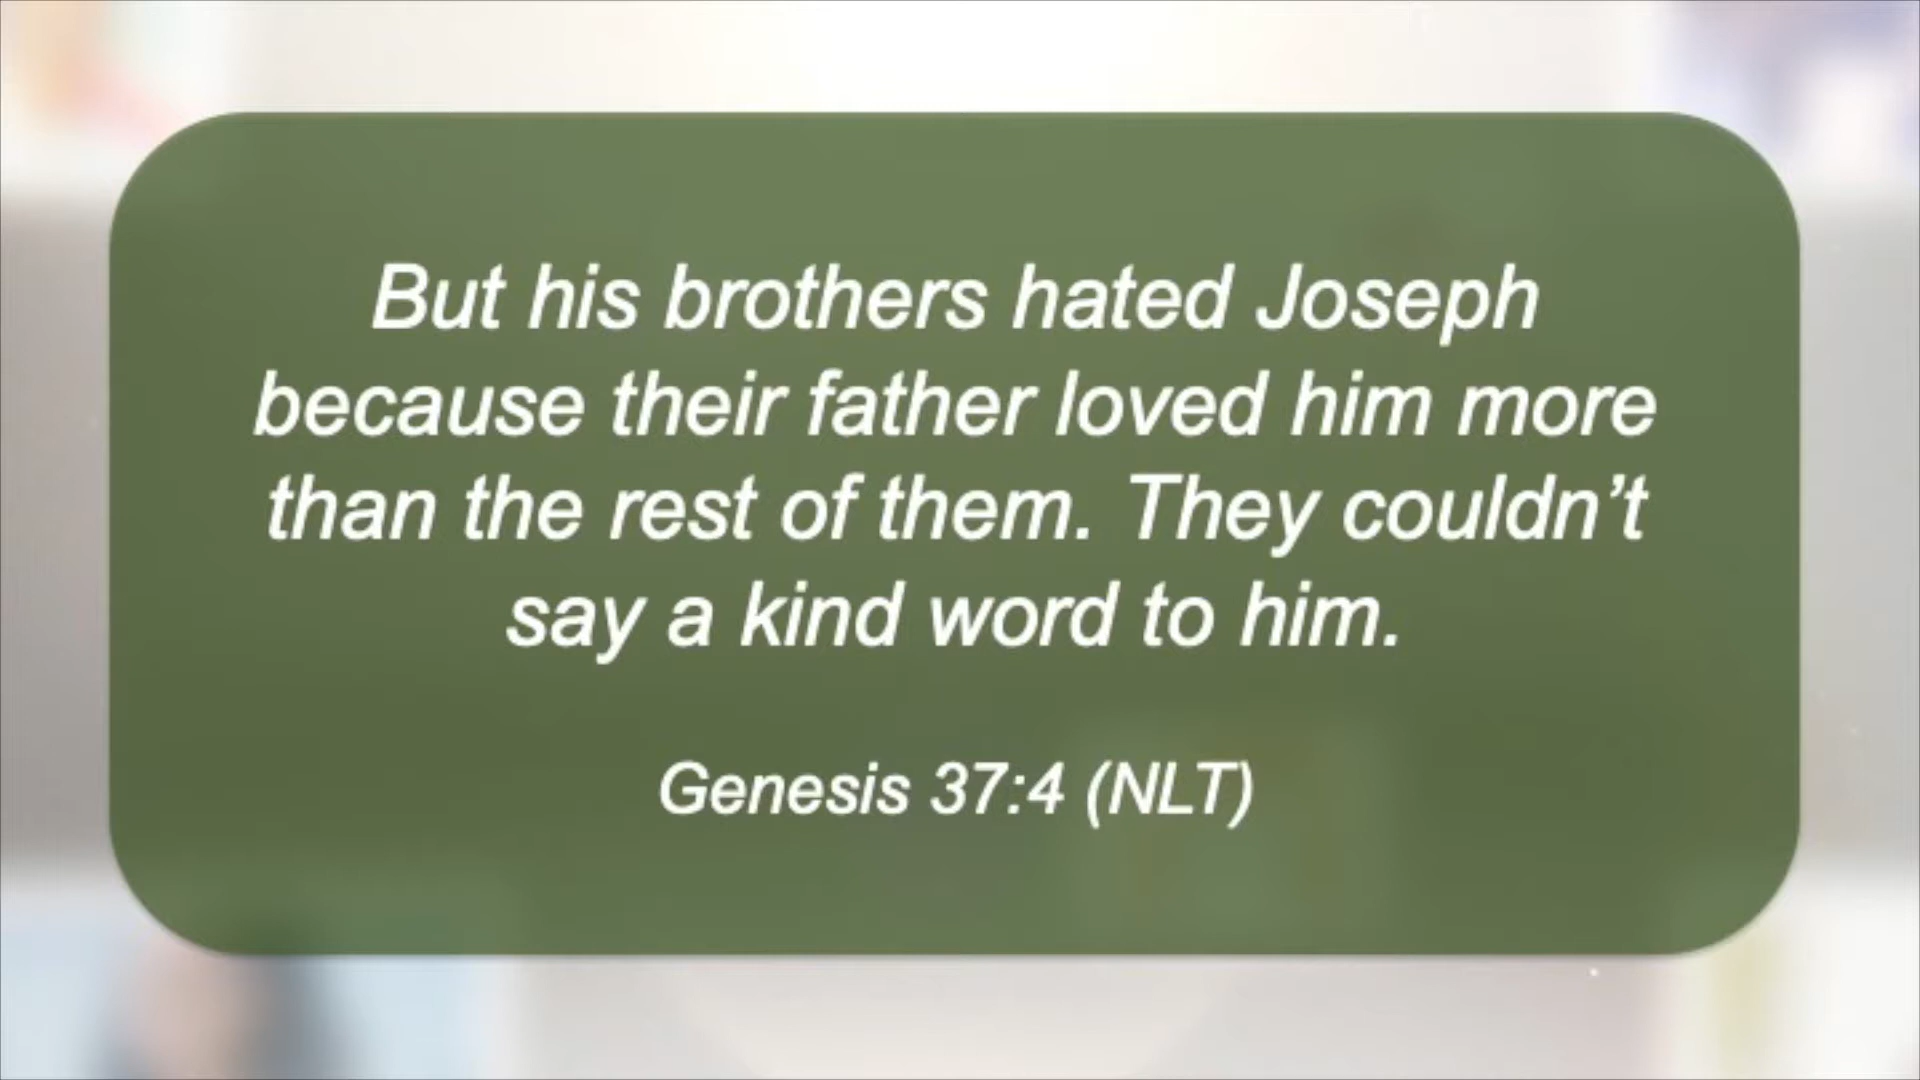 But his brothers hated Joseph
because their father loved him more
than the rest of them. They couldn’t
say a kind word to him.
Genesis 37:4 (NLT)